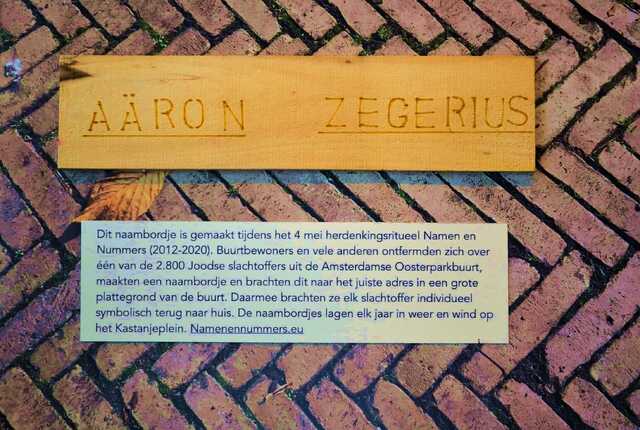 AÄRON ZEGERIUS
Dit naambordje is gemaakt tijdens het 4 mei herdenkingsritueel Namen en
Nummers (2012-2020). Buurtbewoners en vele anderen ontfermden zich over
één van de 2.800 Joodse slachtoffers uit de Amsterdamse Oosterparkbuurt,
maakten een naambordje en brachten dit naar het juiste adres in een grote
plattegrond van de buurt. Daarmee brachten ze elk slachtoffer individueel
symbolisch terug naar huis. De naambordjes lagen elk jaar in weer en wind op
het Kastanjeplein. Namenennummers.eu